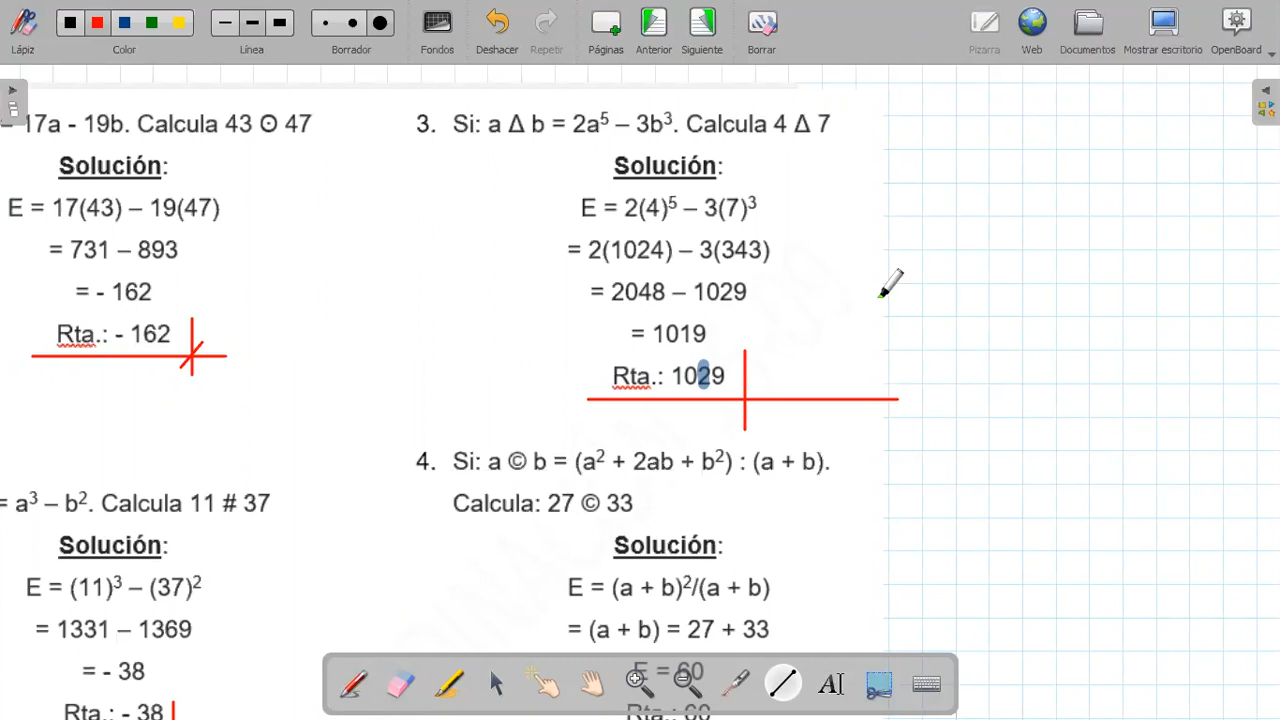 Lápiz
Color
Línea
Borrador
Fondos
Deshacer
Repetir
Páginas
Anterior
Siguiente
Borrar
Pizarra
Web
Documentos
Mostrar escritorio
OpenBoard
= 17a - 19b. Calcula 43 ⊙ 47
Solución:
E = 17(43) – 19(47)
= 731 – 893
= - 162
Rta.: - 162
= a³ – b². Calcula 11 # 37
Solución:
E = (11)³ – (37)²
= 1331 – 1369
= - 38
Rta.: - 38
3. Si: a Δ b = 2a⁵ – 3b³. Calcula 4 Δ 7
Solución:
E = 2(4)⁵ – 3(7)³
= 2(1024) – 3(343)
= 2048 – 1029
= 1019
Rta.: 1029
4. Si: a © b = (a² + 2ab + b²) : (a + b).
Calcula: 27 © 33
Solución:
E = (a + b)²/(a + b)
= (a + b) = 27 + 33
E = 60
Rta.: 60